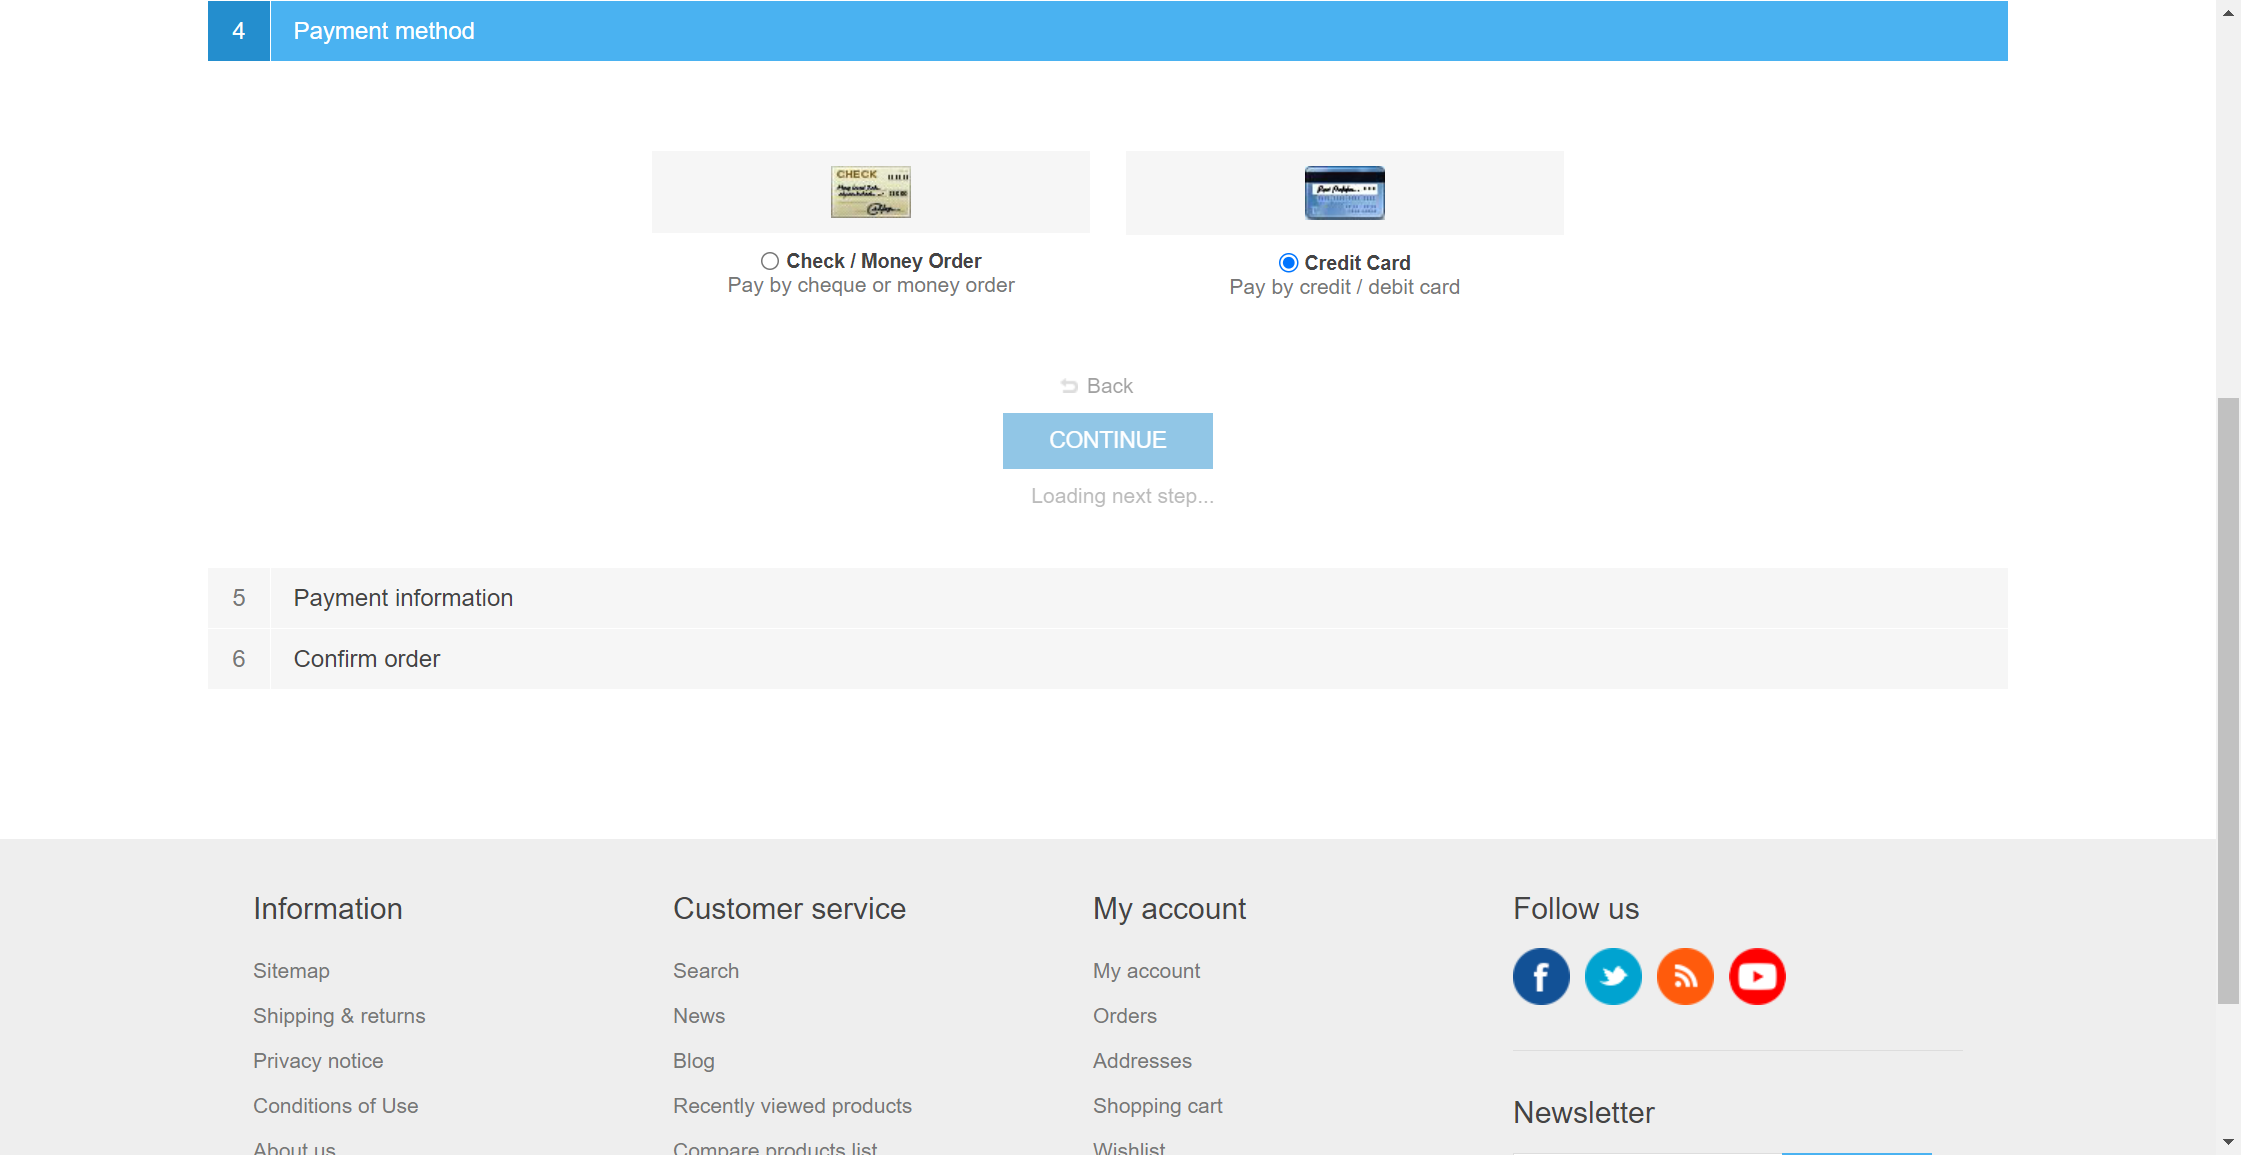 4 Payment method
CHECK
Check / Money Order
Pay by cheque or money order
Credit Card
Pay by credit / debit card
Back
CONTINUE
Loading next step...
5 Payment information
6 Confirm order
Information
Sitemap
Shipping & returns
Privacy notice
Conditions of Use
About us
Customer service
Search
News
Blog
Recently viewed products
Compare products list
My account
My account
Orders
Addresses
Shopping cart
Wishlist
Follow us
Newsletter